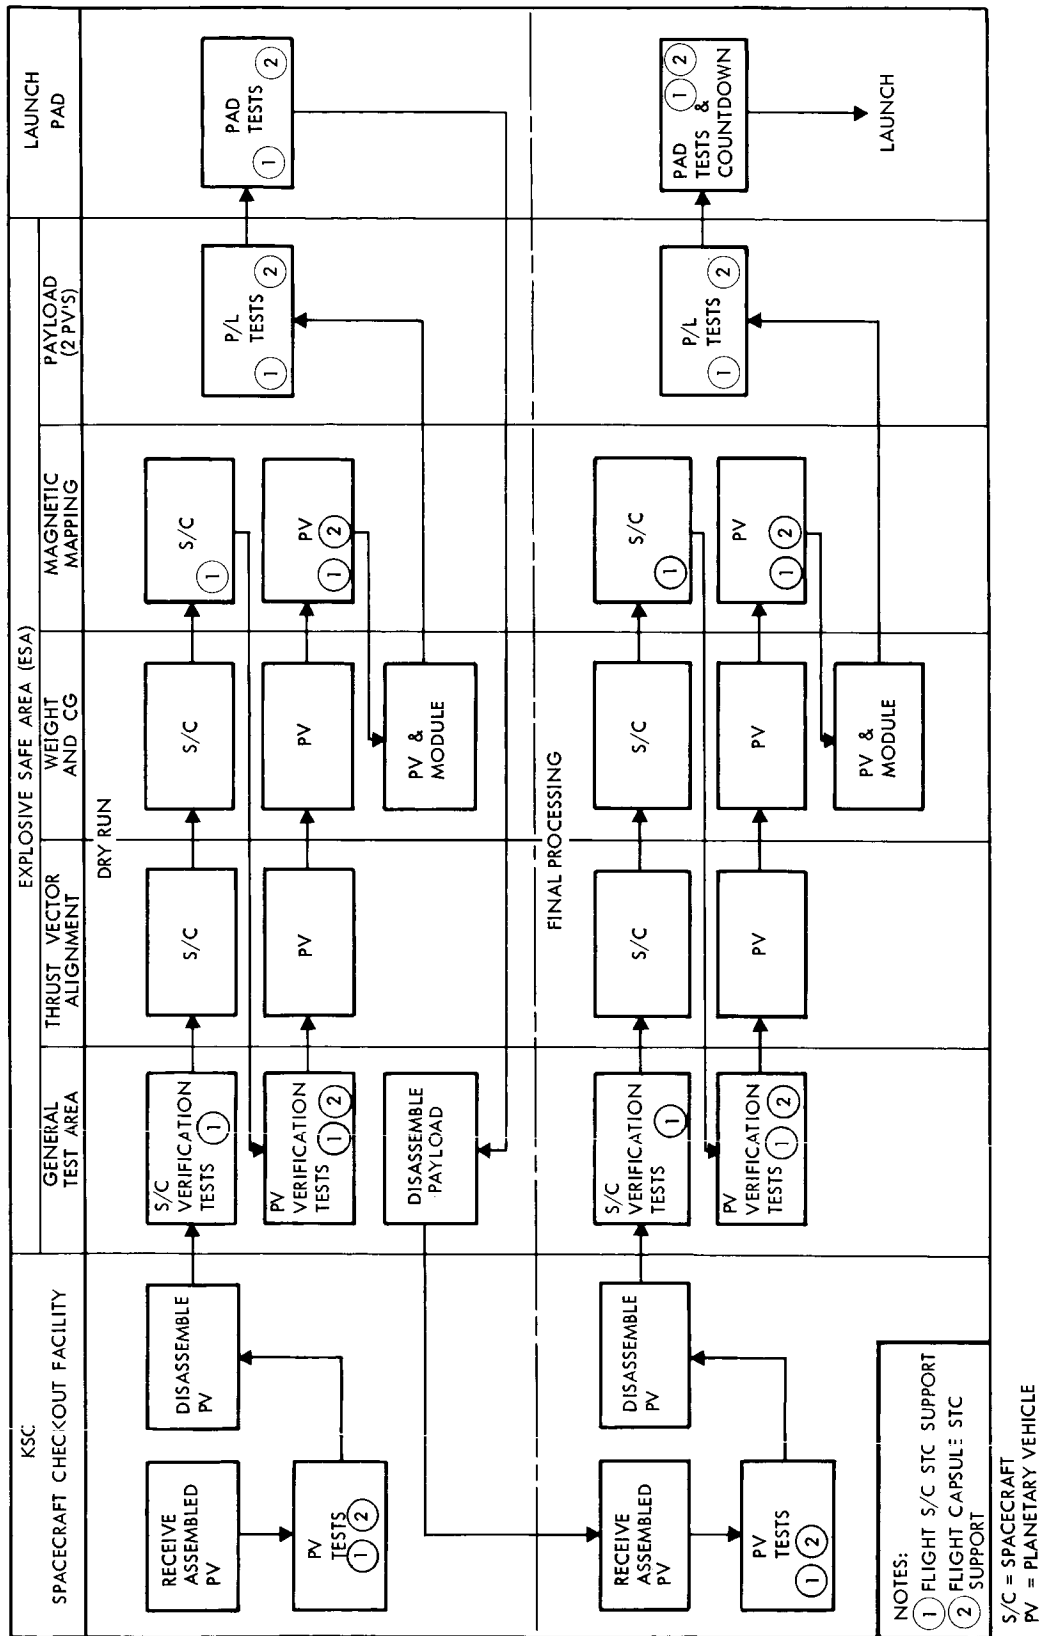 KSC
SPACECRAFT CHECKOUT FACILITY
EXPLOSIVE SAFE AREA (ESA)
GENERAL
TEST AREA
THRUST VECTOR
ALIGNMENT
WEIGHT
AND CG
MAGNETIC
MAPPING
PAYLOAD
(2 PV'S)
LAUNCH
PAD
DRY RUN
RECEIVE
ASSEMBLED
PV
PV
TESTS
1 2
DISASSEMBLE
PV
S/C
VERIFICATION
TESTS 1
S/C
S/C
S/C
1
PV
VERIFICATION
TESTS 1 2
PV
PV
PV
1 2
PV &
MODULE
P/L
TESTS
1 2
PAD
TESTS
1 2
DISASSEMBLE
PAYLOAD
FINAL PROCESSING
RECEIVE
ASSEMBLED
PV
PV
TESTS
1 2
DISASSEMBLE
PV
S/C
VERIFICATION
TESTS 1
S/C
S/C
S/C
1
PV
VERIFICATION
TESTS 1 2
PV
PV
PV
1 2
PV &
MODULE
P/L
TESTS
1 2
PAD 1 2
TESTS &
COUNTDOWN
LAUNCH
NOTES:
1 FLIGHT S/C STC SUPPORT
2 FLIGHT CAPSULE STC
SUPPORT
S/C = SPACECRAFT
PV = PLANETARY VEHICLE